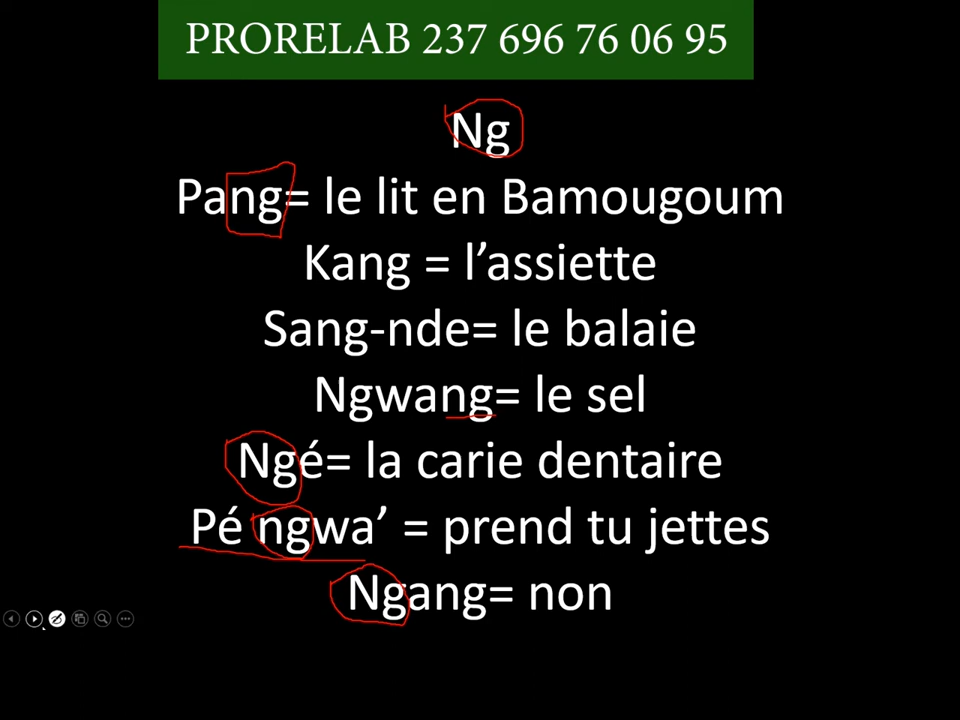 PRORELAB 237 696 76 06 95
Ng
Pang= le lit en Bamougoum
Kang = l’assiette
Sang-nde= le balaie
Ngwang= le sel
Ngé= la carie dentaire
Pé ngwa’ = prend tu jettes
Ngang= non